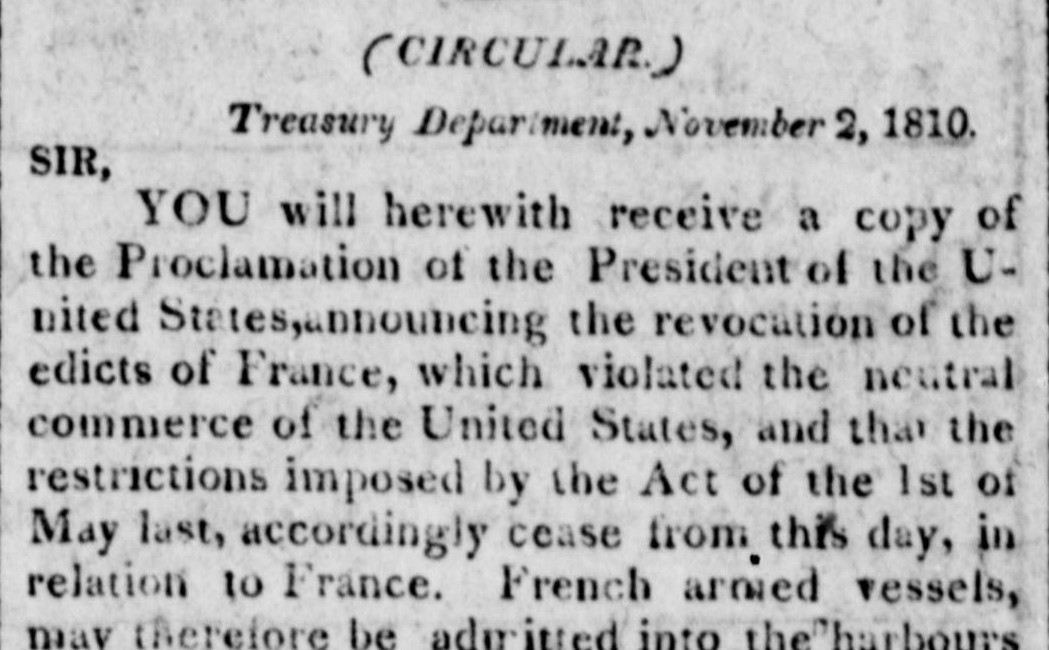 (CIRCULAR.)
Treasury Department, November 2, 1810.
SIR,
YOU will herewith receive a copy of
the Proclamation of the President of the U-
nited States,announcing the revocation of the
edicts of France, which violated the neutral
commerce of the United States, and that the
restrictions imposed by the Act of the 1st of
May last, accordingly cease from this day, in
relation to France. French armed vessels,
may therefore be admitted into the harbours